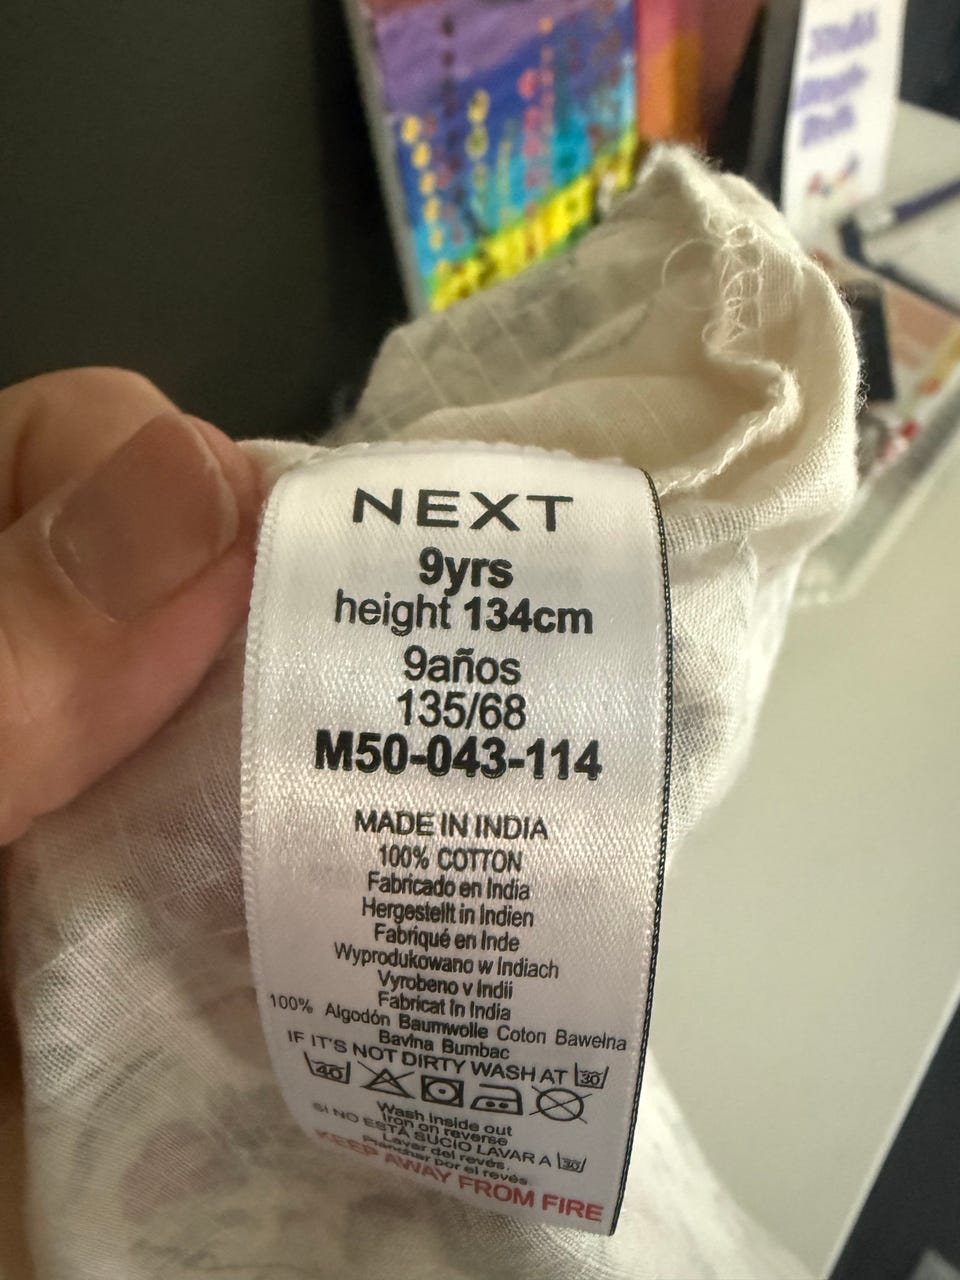 NEXT
9yrs
height 134cm
9años
135/68
M50-043-114
MADE IN INDIA
100% COTTON
Fabricado en India
Hergestellt in Indien
Fabriqué en Inde
Wyprodukowano w Indiach
Vyrobeno v Indii
Fabricat în India
100% Algodón Baumwolle Coton Bawełna
Bavlna Bumbac
IF IT'S NOT DIRTY WASH AT 30
40
Wash inside out
Iron on reverse
SI NO ESTÁ SUCIO LAVAR A 30
Lavar del revés.
Planchar por el revés.
KEEP AWAY FROM FIRE